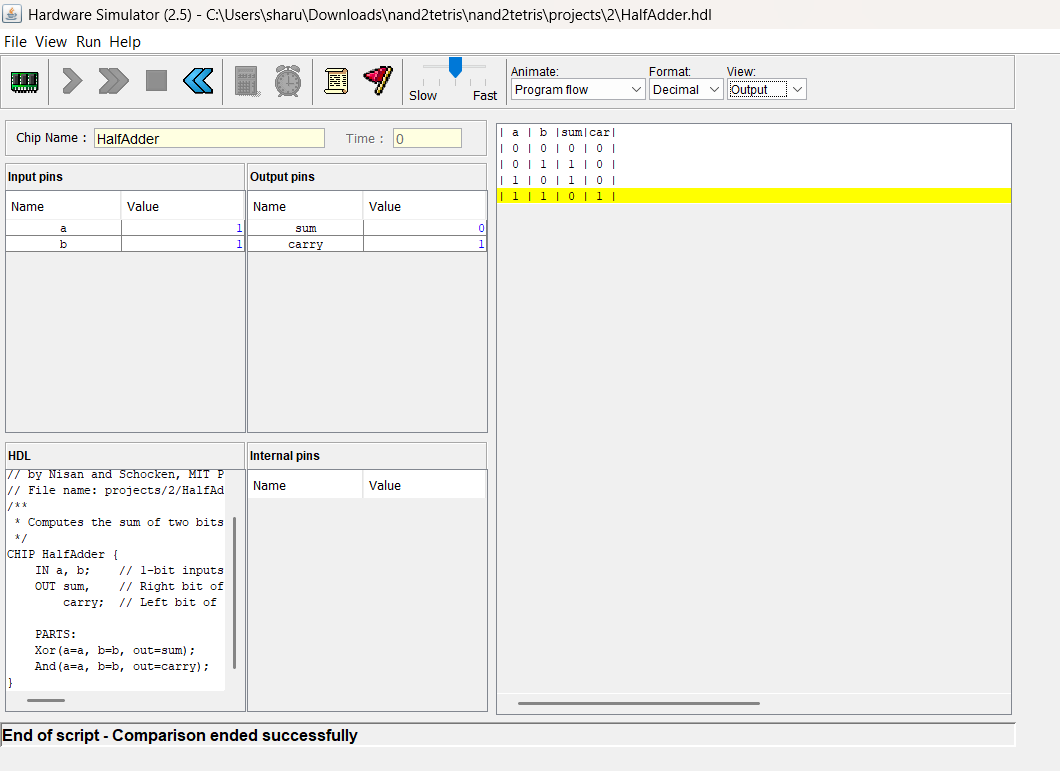 Hardware Simulator (2.5) - C:\Users\sharu\Downloads\nand2tetris\nand2tetris\projects\2\HalfAdder.hdl
File View Run Help
Slow Fast
Animate: Format: View:
Program flow Decimal Output
Chip Name : HalfAdder Time : 0
Input pins
Name Value
a 1
b 1
Output pins
Name Value
sum 0
carry 1
| a | b |sum|car|
| 0 | 0 | 0 | 0 |
| 0 | 1 | 1 | 0 |
| 1 | 0 | 1 | 0 |
| 1 | 1 | 0 | 1 |
HDL
// by Nisan and Schocken, MIT P
// File name: projects/2/HalfAd
/**
 * Computes the sum of two bits
 */
CHIP HalfAdder {
    IN a, b;    // 1-bit inputs
    OUT sum,    // Right bit of
        carry;  // Left bit of

    PARTS:
    Xor(a=a, b=b, out=sum);
    And(a=a, b=b, out=carry);
}
Internal pins
Name Value
End of script - Comparison ended successfully